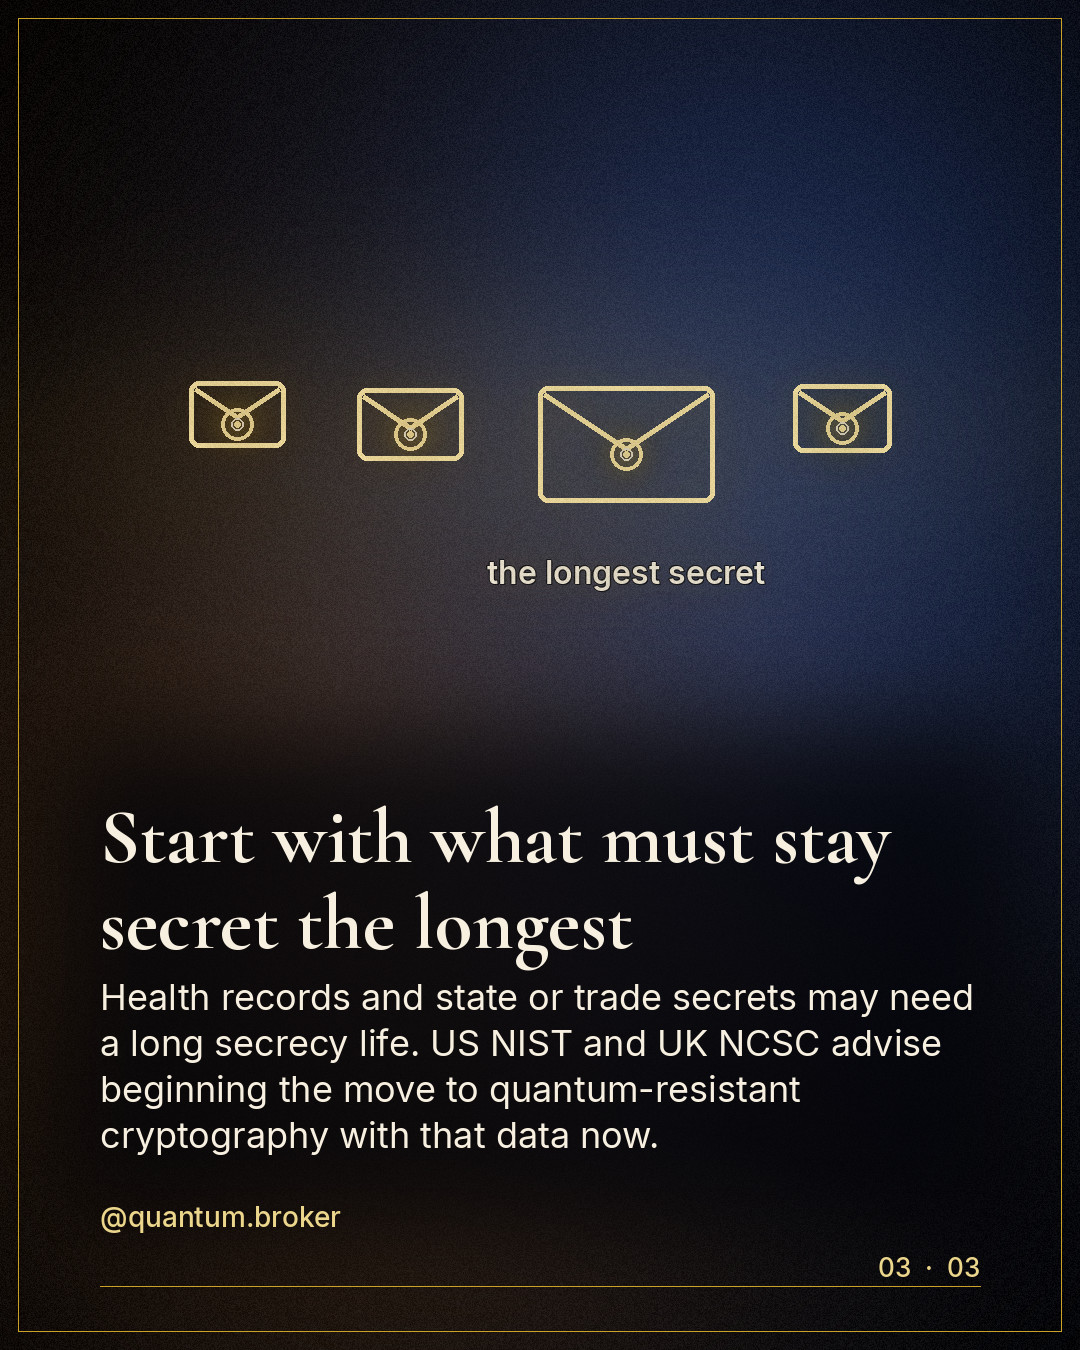 the longest secret
Start with what must stay
secret the longest
Health records and state or trade secrets may need
a long secrecy life. US NIST and UK NCSC advise
beginning the move to quantum-resistant
cryptography with that data now.
@quantum.broker
03 · 03